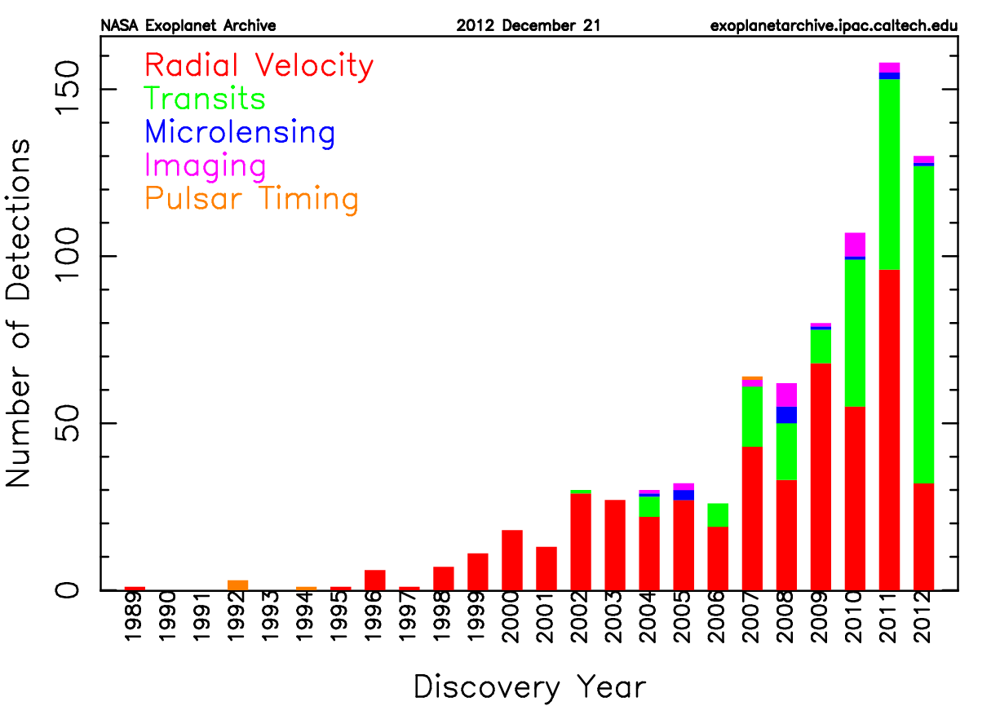 NASA Exoplanet Archive 2012 December 21 exoplanetarchive.ipac.caltech.edu
Radial Velocity
Transits
Microlensing
Imaging
Pulsar Timing
Number of Detections
150
100
50
0
1989 1990 1991 1992 1993 1994 1995 1996 1997 1998 1999 2000 2001 2002 2003 2004 2005 2006 2007 2008 2009 2010 2011 2012
Discovery Year